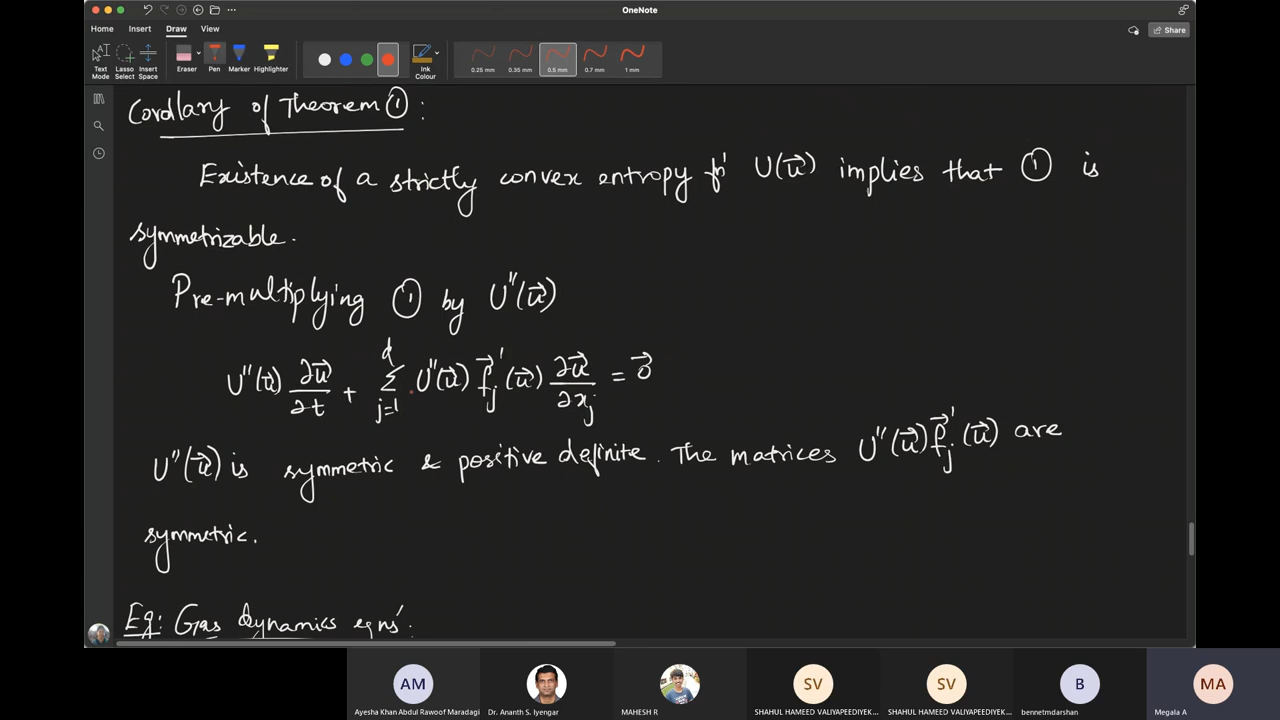 OneNote
Home Insert Draw View
Share
Text Mode
Lasso Select
Insert Space
Eraser
Pen
Marker
Highlighter
Ink Colour
0.25 mm
0.35 mm
0.5 mm
0.7 mm
1 mm
Corollary of Theorem ①:
Existence of a strictly convex entropy fn' U(u⃗) implies that ① is
symmetrizable.
Pre-multiplying ① by U''(u⃗)
U''(u⃗) ∂u⃗/∂t + Σ_{j=1}^{d} U''(u⃗) f⃗_j'(u⃗) ∂u⃗/∂x_j = 0⃗
U''(u⃗) is symmetric & positive definite. The matrices U''(u⃗) f⃗_j'(u⃗) are
symmetric.
Eg: Gas dynamics eqns'.
AM
SV
SV
B
MA
Ayesha Khan Abdul Rawoof Maradagi
Dr. Ananth S. Iyengar
MAHESH R
SHAHUL HAMEED VALIYAPEEDIYEK...
SHAHUL HAMEED VALIYAPEEDIYEK...
bennetmdarshan
Megala A